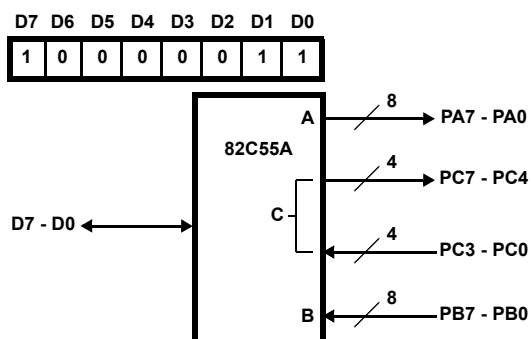 D7 D6 D5 D4 D3 D2 D1 D0
1 0 0 0 0 0 1 1
A 8 PA7 - PA0
82C55A
4 PC7 - PC4
C
D7 - D0
4 PC3 - PC0
B 8 PB7 - PB0